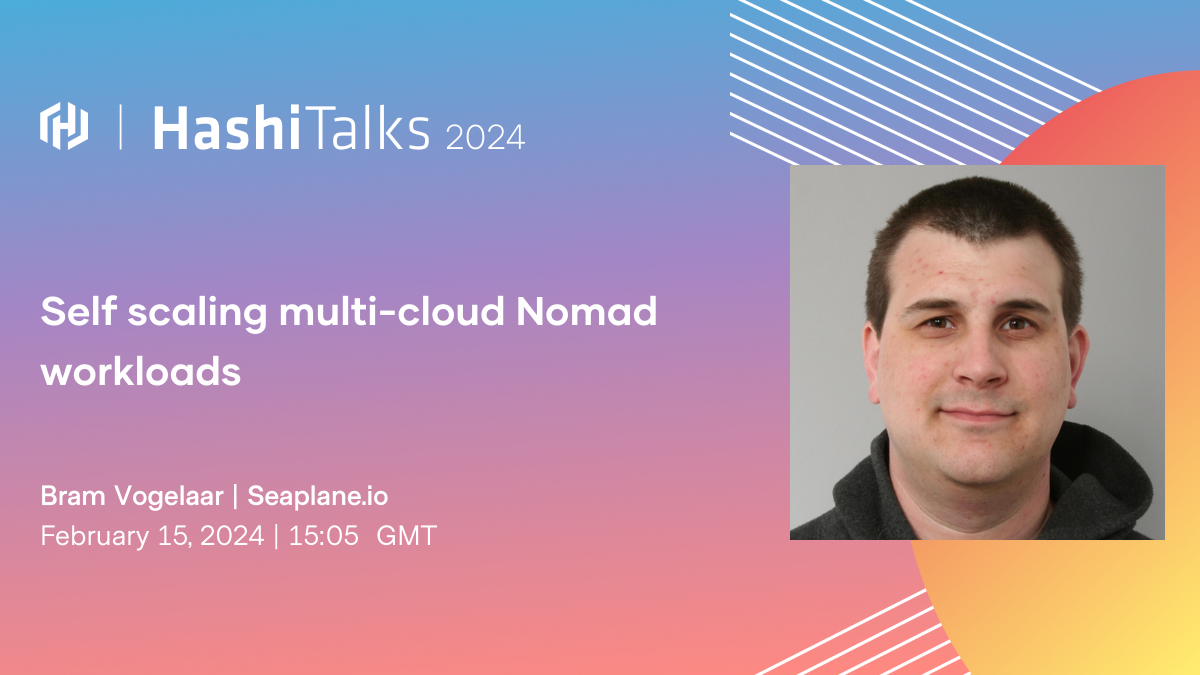 HashiTalks 2024
Self scaling multi-cloud Nomad
workloads
Bram Vogelaar | Seaplane.io
February 15, 2024 | 15:05 GMT